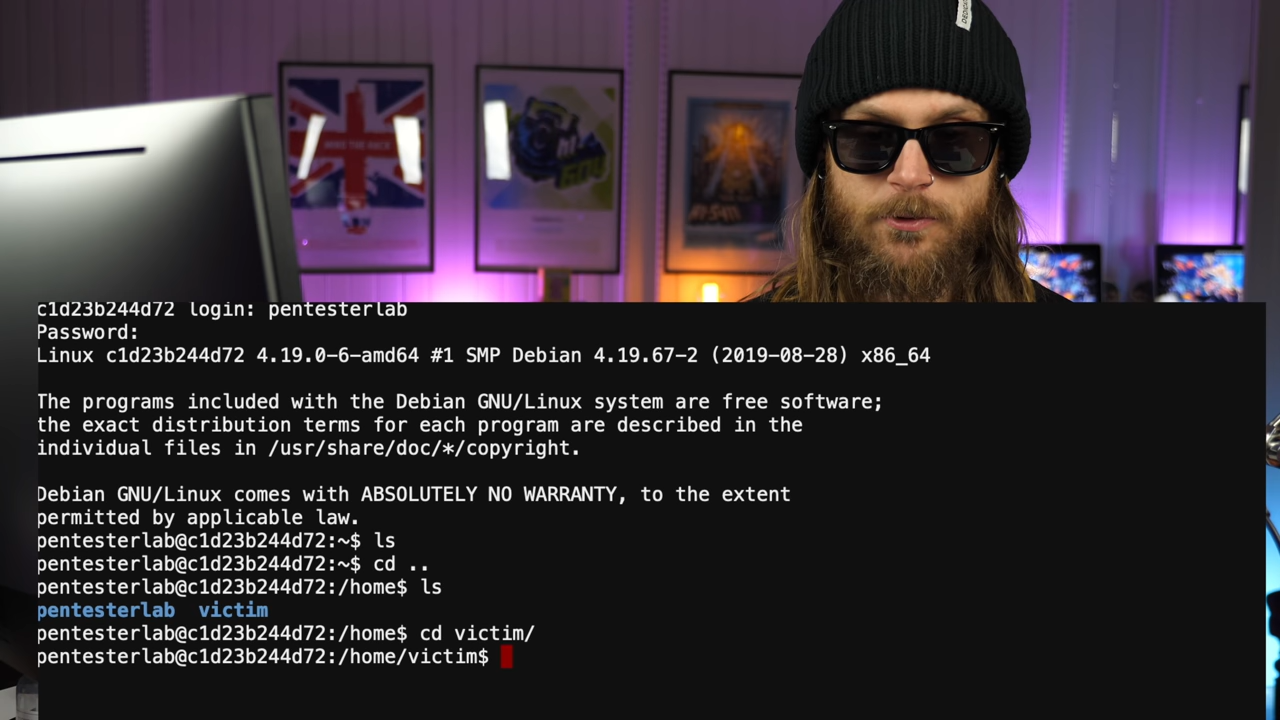 c1d23b244d72 login: pentesterlab
Password:
Linux c1d23b244d72 4.19.0-6-amd64 #1 SMP Debian 4.19.67-2 (2019-08-28) x86_64
The programs included with the Debian GNU/Linux system are free software;
the exact distribution terms for each program are described in the
individual files in /usr/share/doc/*/copyright.
Debian GNU/Linux comes with ABSOLUTELY NO WARRANTY, to the extent
permitted by applicable law.
pentesterlab@c1d23b244d72:~$ ls
pentesterlab@c1d23b244d72:~$ cd ..
pentesterlab@c1d23b244d72:/home$ ls
pentesterlab  victim
pentesterlab@c1d23b244d72:/home$ cd victim/
pentesterlab@c1d23b244d72:/home/victim$